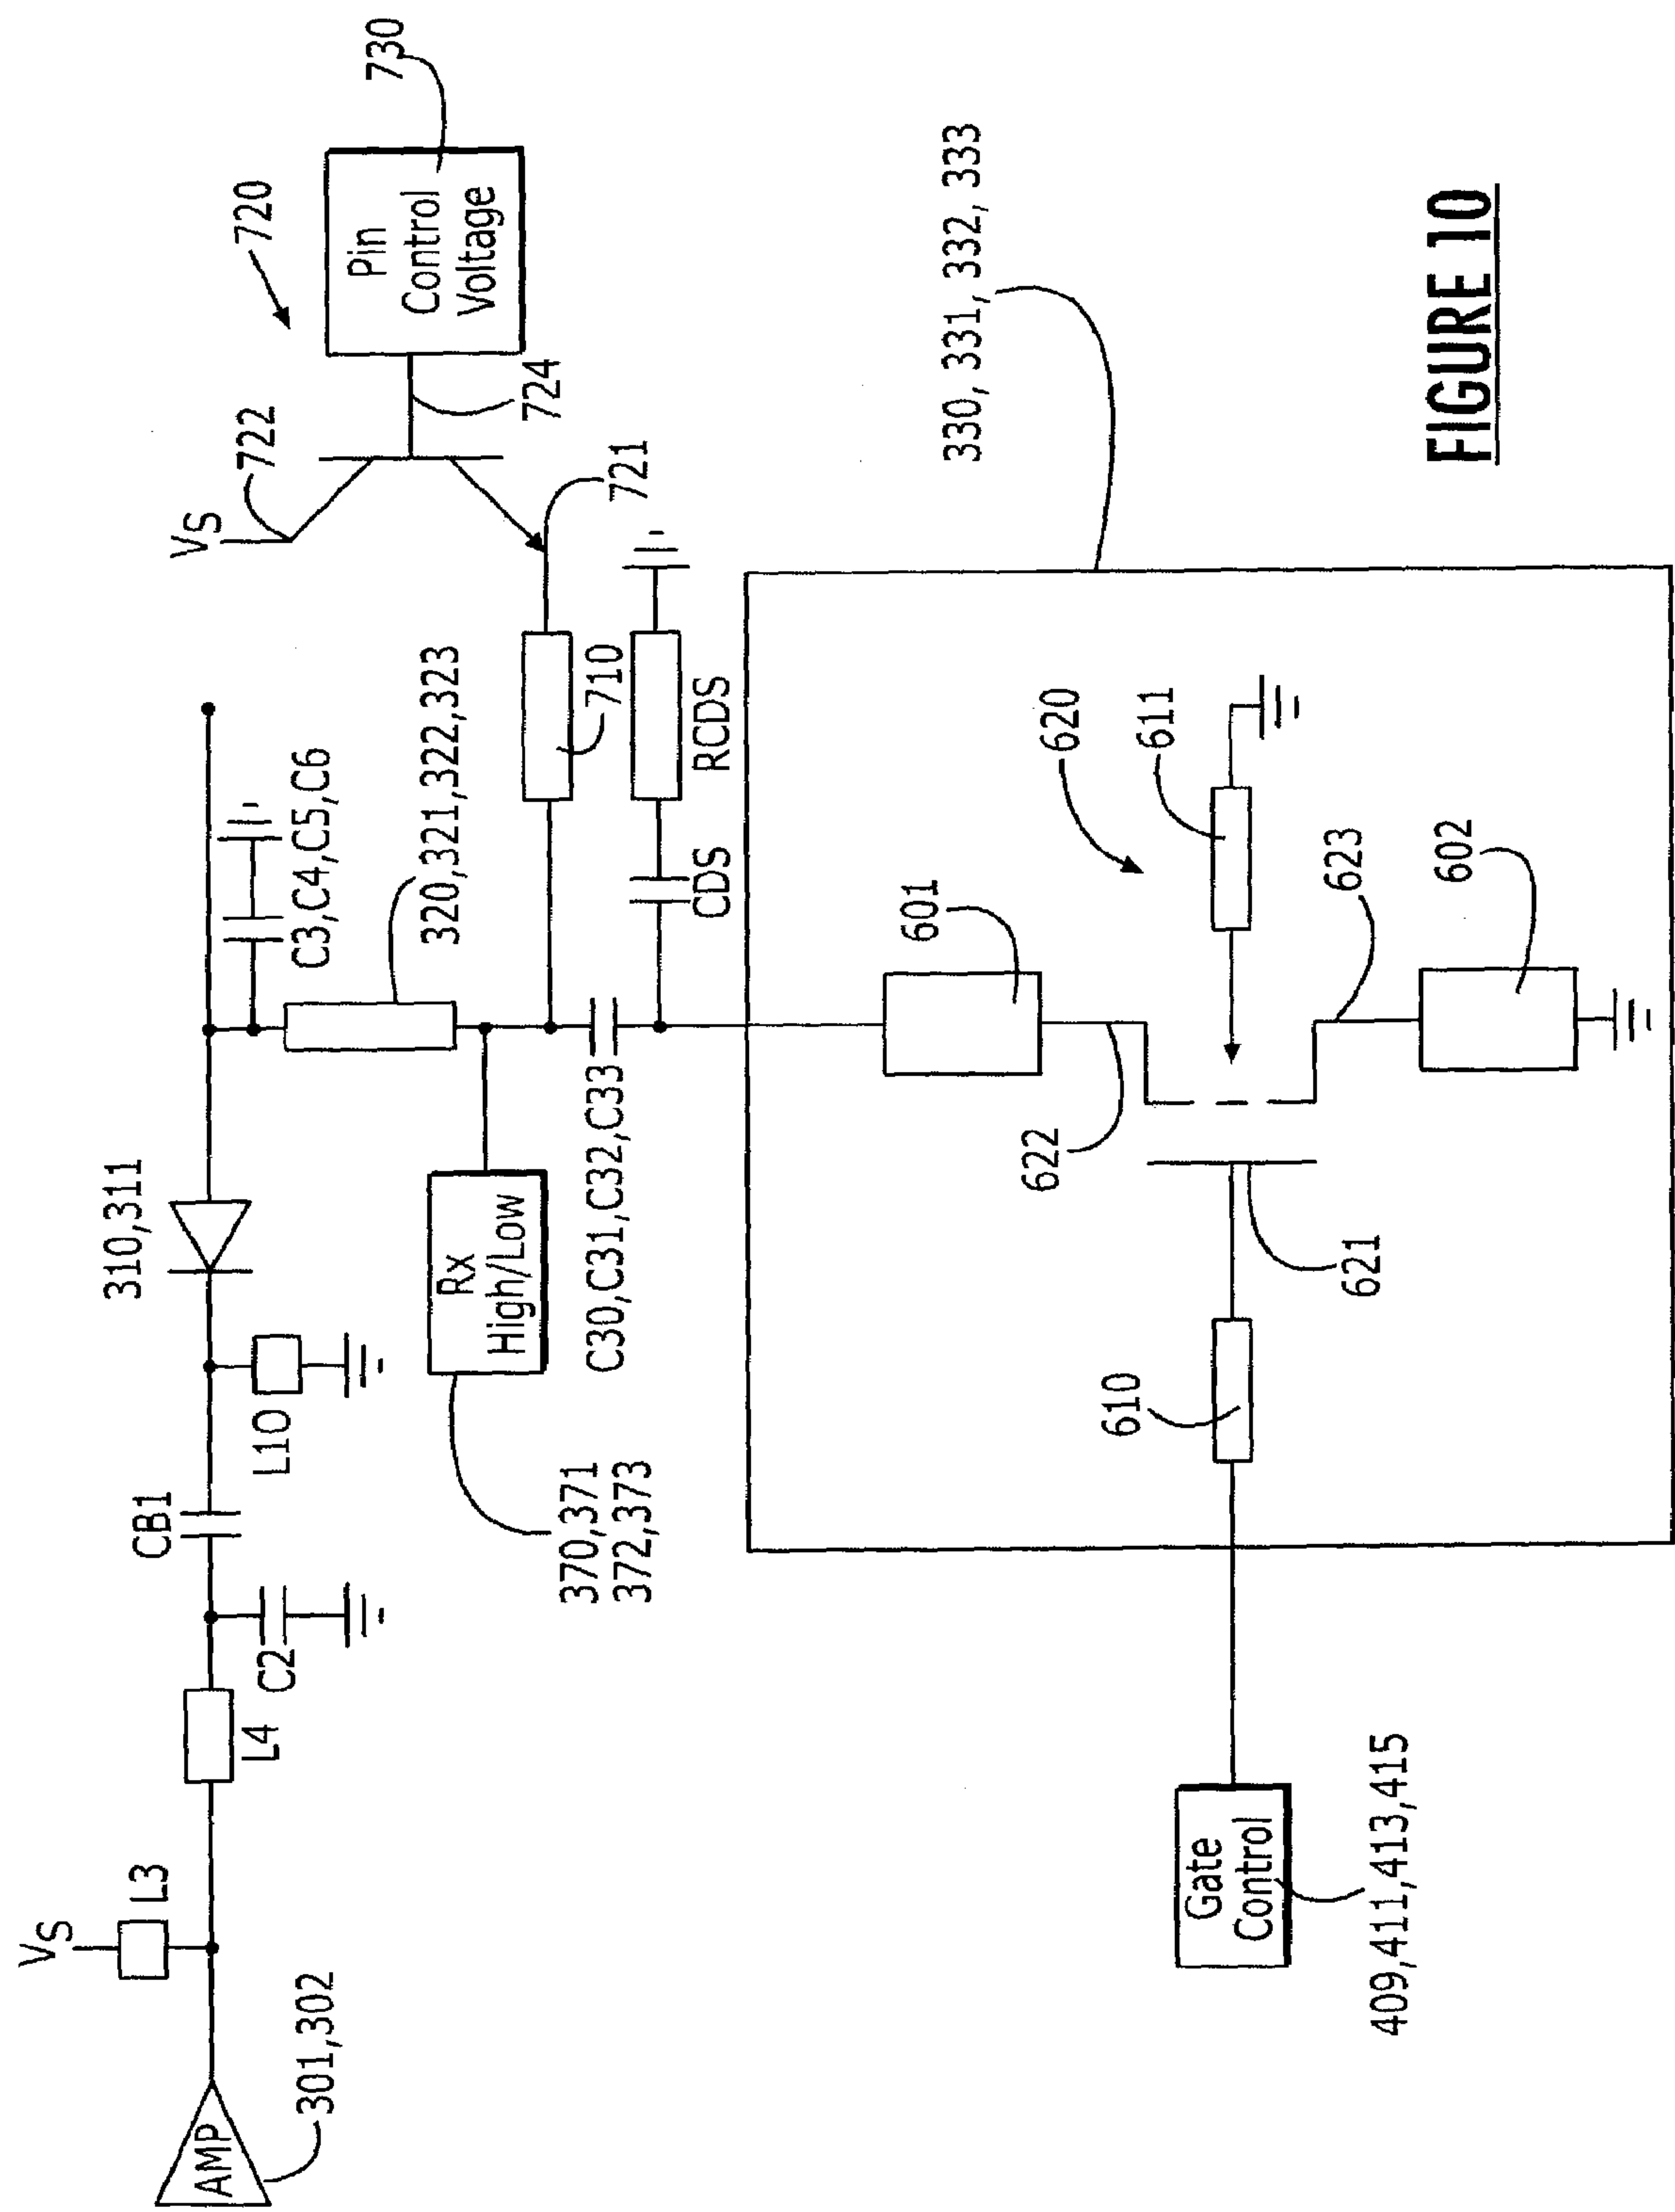 VS
L3
AMP
301,302
L4
C2
CB1
L10
310,311
C3,C4,C5,C6
320,321,322,323
Rx
High/Low
370,371
372,373
C30,C31,C32,C33
VS
722
720
724
Pin
Control
Voltage
730
721
710
CDS
RCDS
330, 331, 332, 333
601
622
620
611
623
602
621
610
Gate
Control
409,411,413,415
FIGURE 10